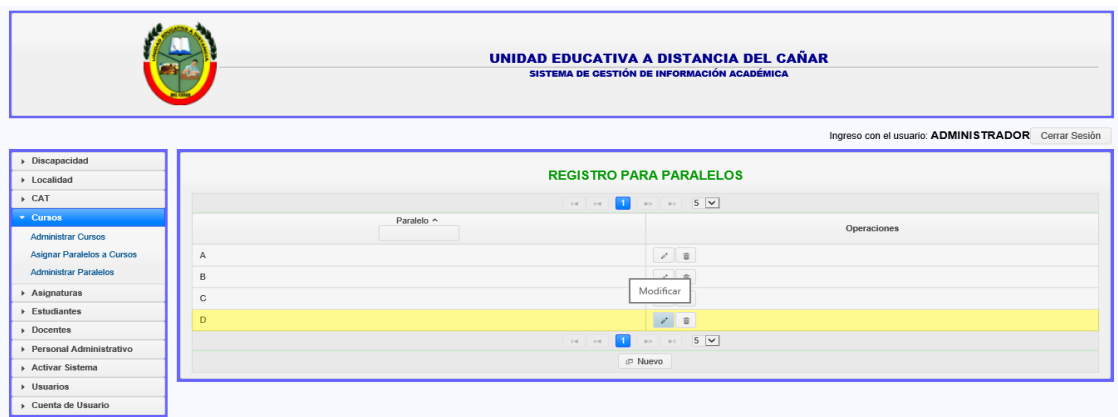 UNIDAD EDUCATIVA A DISTANCIA DEL CAÑAR
SISTEMA DE GESTIÓN DE INFORMACIÓN ACADÉMICA
Ingreso con el usuario: ADMINISTRADOR Cerrar Sesión
Discapacidad
Localidad
CAT
Cursos
Administrar Cursos
Asignar Paralelos a Cursos
Administrar Paralelos
Asignaturas
Estudiantes
Docentes
Personal Administrativo
Activar Sistema
Usuarios
Cuenta de Usuario
REGISTRO PARA PARALELOS
1 5
Paralelo Operaciones
A
B
C
Modificar
D
1 5
Nuevo